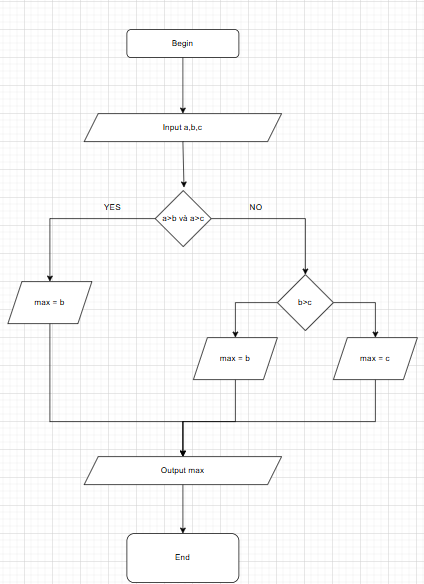 Begin
Input a,b,c
YES
NO
a>b và a>c
max = b
b>c
max = b
max = c
Output max
End